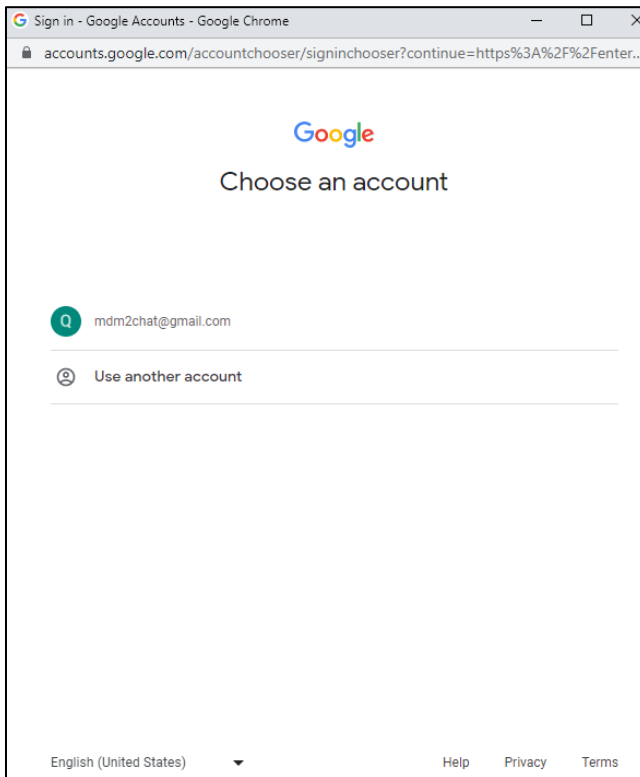 Sign in - Google Accounts - Google Chrome
accounts.google.com/accountchooser/signinchooser?continue=https%3A%2F%2Fenter...
Google
Choose an account
Q mdm2chat@gmail.com
Use another account
English (United States) Help Privacy Terms